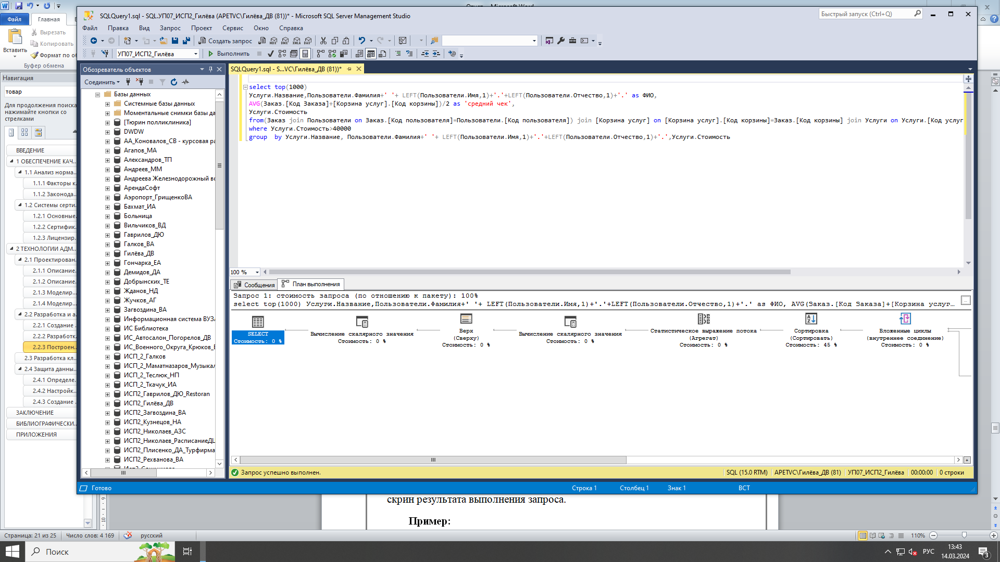 SQLQuery1.sql - SQL.УП07_ИСП2_Гилёва (APETVC\Гилёва_ДВ (81))* - Microsoft SQL Server Management Studio
Быстрый запуск (Ctrl+Q)
Файл Правка Вид Запрос Проект Сервис Окно Справка
Создать запрос
УП07_ИСП2_Гилёва
Выполнить
Файл
Главная
Вставить
Вырезать
Копировать
Формат по об
Буфер обмена
Навигация
товар
Для продолжения поиска
нажимайте кнопки со
стрелками
ВВЕДЕНИЕ
1 ОБЕСПЕЧЕНИЕ КАЧ...
1.1 Анализ норма...
1.1.1 Факторы к...
1.1.2 Законода...
1.2 Системы серти...
1.2.1 Основные...
1.2.2 Сертифик...
1.2.3 Лицензир...
2 ТЕХНОЛОГИИ АДМ...
2.1 Проектирован...
2.1.1 Описание...
2.1.2 Описание...
2.1.3 Моделир...
2.1.4 Моделир...
2.2 Разработка и а...
2.2.1 Создание ...
2.2.2 Разработк...
2.2.3 Построен...
2.3 Разработка кл...
2.4 Защита данны...
2.4.1 Определе...
2.4.2 Настройк...
2.4.3 Создание ...
ЗАКЛЮЧЕНИЕ
БИБЛИОГРАФИЧЕСКИ...
ПРИЛОЖЕНИЯ
Обозреватель объектов
Соединить
Базы данных
Системные базы данных
Моментальные снимки базы да
[Тюрин полликлиника]
DWDW
АА_Коновалов_СВ - курсовая ра
Агапов_МА
Александров_ТП
Андреев_ММ
Андреева Железнодорожный во
АрендаСофт
Аэропорт_ГрищенкоВА
Бахмат_ИА
Больница
Вильчиков_ВД
Гаврилов_ДЮ
Галков_ВА
Гилёва_ДВ
Гончарка_ЕА
Демидов_ДА
Добрынских_ТЕ
Жданов_НД
Жучков_АГ
Загвоздина_ВА
Информационная система ВУЗА
ИС Библиотека
ИС_Автосалон_Погорелов_ДВ
ИС_Военного_Округа_Крюков_Е
ИСП_2_Галков
ИСП_2_Маматназаров_Музыкал
ИСП_2_Теслюк_НП
ИСП_2_Ткачук_ИА
ИСП2_Гаврилов_ДЮ_Restoran
ИСП2_Гилёва_ДВ
ИСП2_Загвоздина_ВА
ИСП2_Кузнецов_НА
ИСП2_Николаев_АЗС
ИСП2_Николаев_РасписаниеДЦ
ИСП2_Плисенко_ДА_Турфирма
ИСП2_Рехванова_ВА
SQLQuery1.sql - S...VC\Гилёва_ДВ (81))*
select top(1000)
Услуги.Название,Пользователи.Фамилия+' '+ LEFT(Пользователи.Имя,1)+'.'+LEFT(Пользователи.Отчество,1)+'.' as ФИО,
AVG(Заказ.[Код Заказа]+[Корзина услуг].[Код корзины])/2 as 'средний чек',
Услуги.Стоимость
from(Заказ join Пользователи on Заказ.[Код пользователя]=Пользователи.[Код пользователя]) join [Корзина услуг] on [Корзина услуг].[Код корзины]=Заказ.[Код корзины] join Услуги on Услуги.[Код услуг
where Услуги.Стоимость>40000
group by Услуги.Название, Пользователи.Фамилия+' '+ LEFT(Пользователи.Имя,1)+'.'+LEFT(Пользователи.Отчество,1)+'.',Услуги.Стоимость
100 %
Сообщения
План выполнения
Запрос 1: стоимость запроса (по отношению к пакету): 100%
select top(1000) Услуги.Название,Пользователи.Фамилия+' '+ LEFT(Пользователи.Имя,1)+'.'+LEFT(Пользователи.Отчество,1)+'.' as ФИО, AVG(Заказ.[Код Заказа]+[Корзина услуг...
SELECT
Стоимость: 0 %
Вычисление скалярного значения
Стоимость: 0 %
Верх
(Сверху)
Стоимость: 0 %
Вычисление скалярного значения
Стоимость: 0 %
Статистическое выражение потока
(Агрегат)
Стоимость: 0 %
Сортировка
(Сортировать)
Стоимость: 45 %
Вложенные циклы
(внутреннее соединение)
Стоимость: 0 %
Запрос успешно выполнен.
SQL (15.0 RTM) APETVC\Гилёва_ДВ (81) УП07_ИСП2_Гилёва 00:00:00 0 строки
Готово
Строка 1 Столбец 1 Знак 1 ВСТ
скрин результата выполнения запроса.
Пример:
Страница: 21 из 25 Число слов: 4 169 русский
110%
Поиск
РУС
13:43
14.03.2024
3